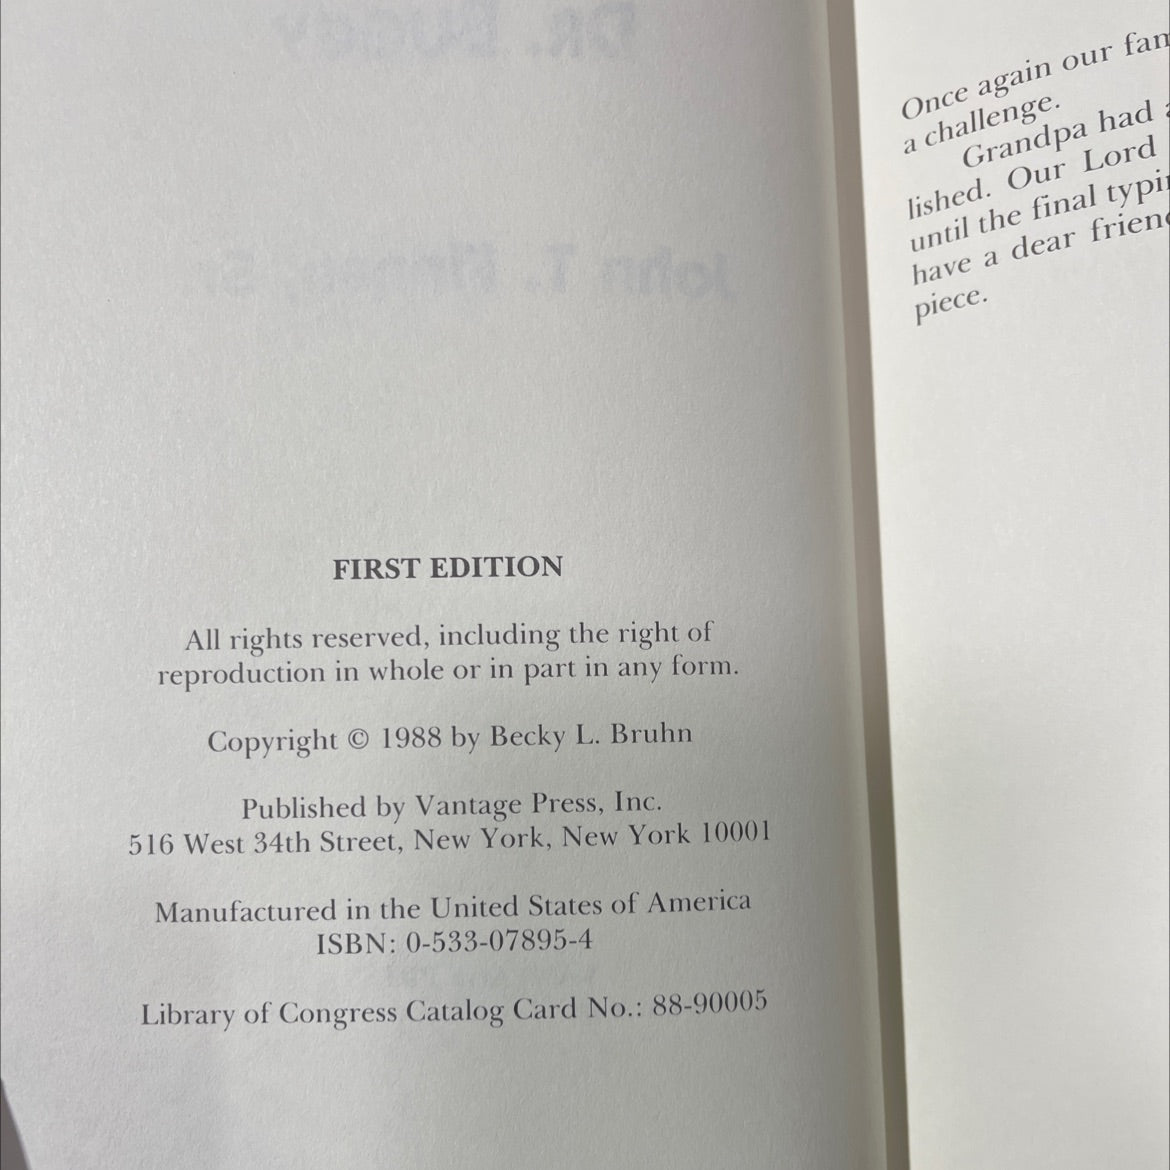 FIRST EDITION
All rights reserved, including the right of
reproduction in whole or in part in any form.
Copyright © 1988 by Becky L. Bruhn
Published by Vantage Press, Inc.
516 West 34th Street, New York, New York 10001
Manufactured in the United States of America
ISBN: 0-533-07895-4
Library of Congress Catalog Card No.: 88-90005
Once again our
a challenge.
Grandpa had
lished. Our Lord
until the final
have a dear
piece.